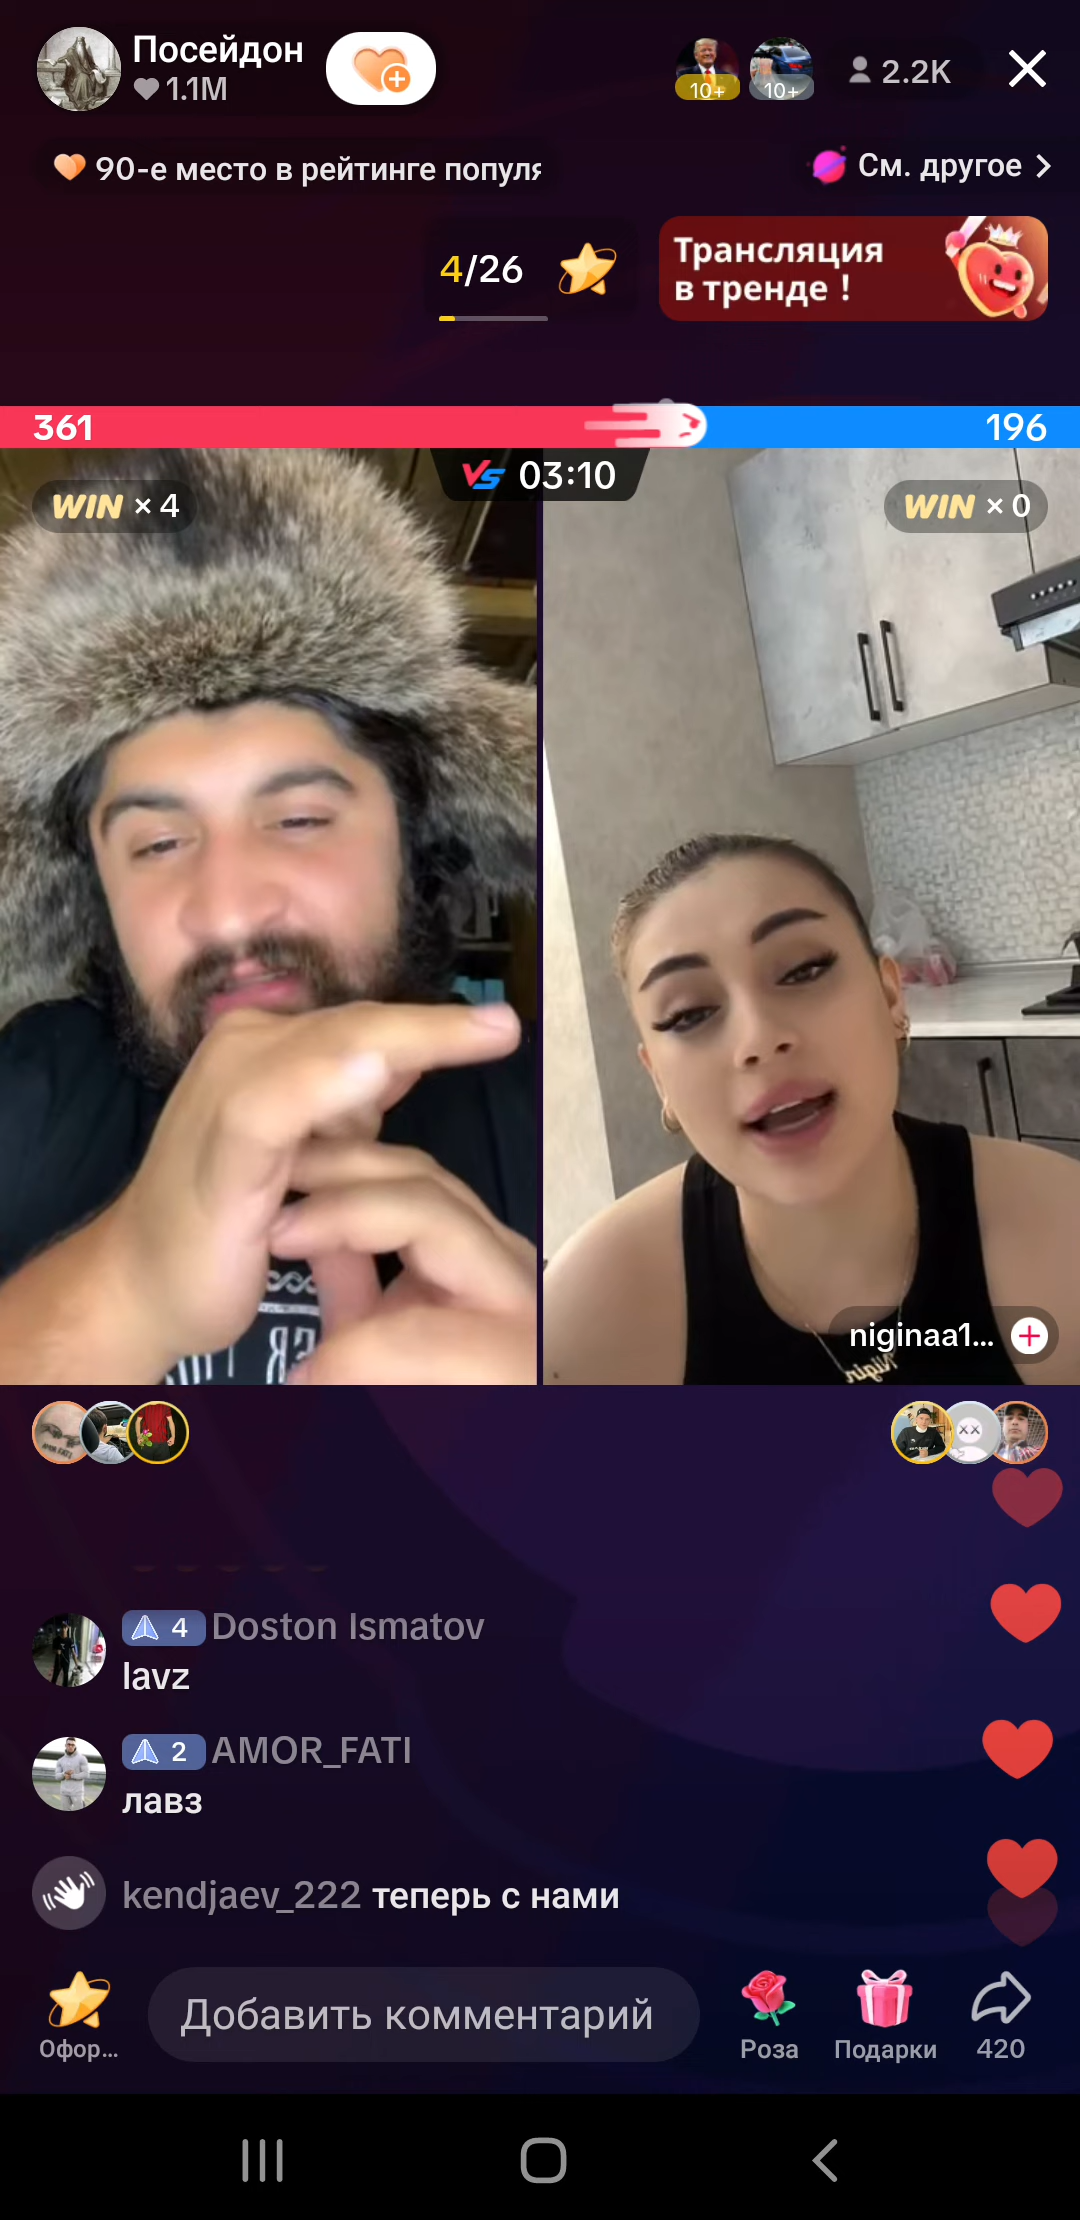 Посейдон
1.1M
10+
10+
2.2K
90-е место в рейтинге популя
См. другое
4/26
Трансляция
в тренде !
361
196
VS 03:10
WIN × 4
WIN × 0
niginaa1...
4 Doston Ismatov
lavz
2 AMOR_FATI
лавз
kendjaev_222 теперь с нами
Добавить комментарий
Офор...
Роза
Подарки
420